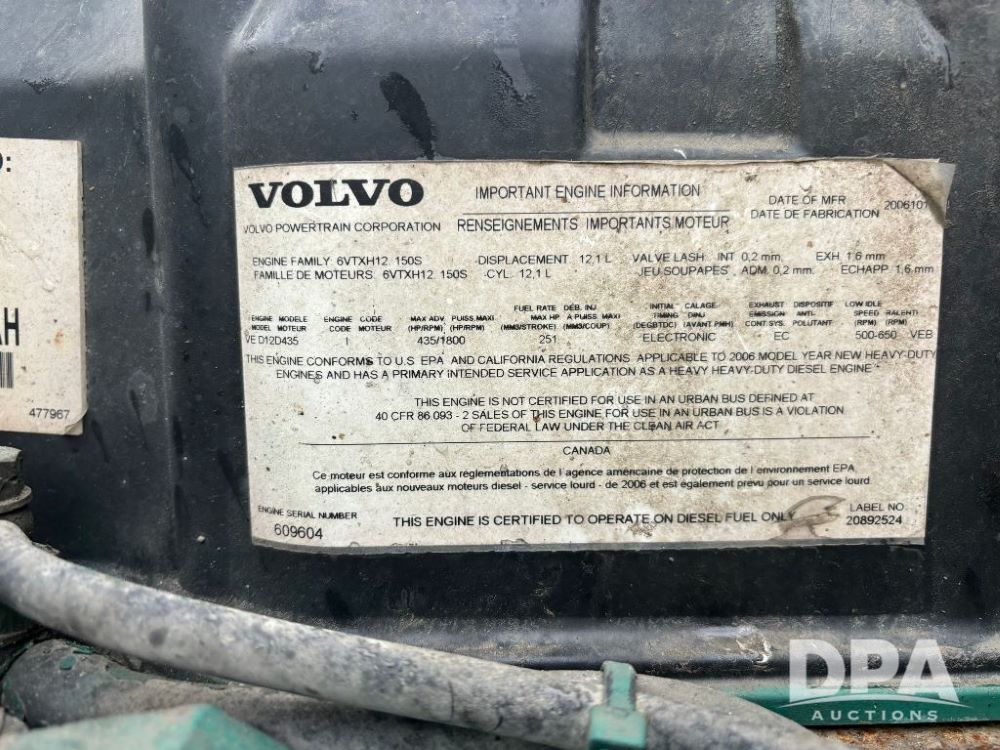 D:
AH
477967
VOLVO
IMPORTANT ENGINE INFORMATION
DATE OF MFR 2006101
VOLVO POWERTRAIN CORPORATION
RENSEIGNEMENTS IMPORTANTS MOTEUR
DATE DE FABRICATION
ENGINE FAMILY 6VTXH12 150S DISPLACEMENT 12,1 L VALVE LASH INT 0,2 mm EXH 1,6 mm
FAMILLE DE MOTEURS 6VTXH12 150S CYL 12,1 L JEU SOUPAPES ADM 0,2 mm ECHAPP 1,6 mm
FUEL RATE DÉB. INJ INITIAL CALAGE EXHAUST DISPOSITIF LOW IDLE
ENGINE MODELE ENGINE CODE MAX ADV PUISS MAXI MAX HP A PUISS MAXI TIMING D'INJ EMISSION ANTI- SPEED RALENTI
MODEL MOTEUR CODE MOTEUR (HP/RPM) (HP/RPM) (MM3/STROKE) (MM3/COUP) (DEGBTDC) (AVANT PMH) CONT SYS. POLLUTANT (RPM) (RPM)
VE D12D435 I 435/1800 251 ELECTRONIC EC 500-650 VEB
THIS ENGINE CONFORMS TO U.S EPA AND CALIFORNIA REGULATIONS APPLICABLE TO 2006 MODEL YEAR NEW HEAVY-DUTY
ENGINES AND HAS A PRIMARY INTENDED SERVICE APPLICATION AS A HEAVY HEAVY-DUTY DIESEL ENGINE
THIS ENGINE IS NOT CERTIFIED FOR USE IN AN URBAN BUS DEFINED AT
40 CFR 86 093 - 2 SALES OF THIS ENGINE FOR USE IN AN URBAN BUS IS A VIOLATION
OF FEDERAL LAW UNDER THE CLEAN AIR ACT
CANADA
Ce moteur est conforme aux réglementations de l agence américaine de protection de l environnement EPA
applicables aux nouveaux moteurs diesel - service lourd - de 2006 et est également prévu pour un service lourd
ENGINE SERIAL NUMBER
609604
THIS ENGINE IS CERTIFIED TO OPERATE ON DIESEL FUEL ONLY
LABEL NO
20892524
DPA
AUCTIONS